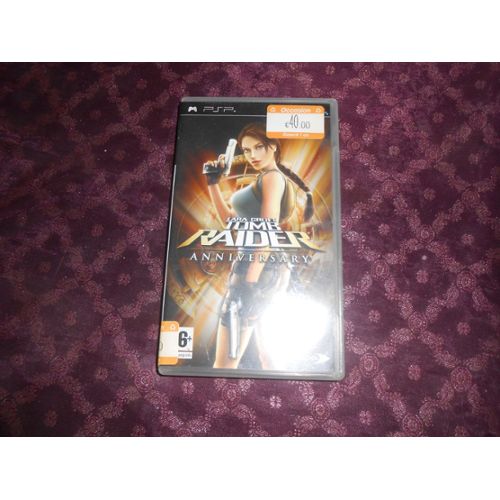 PSP
Occasion
€40.00
LARA CROFT
TOMB
RAIDER
ANNIVERSARY
6+